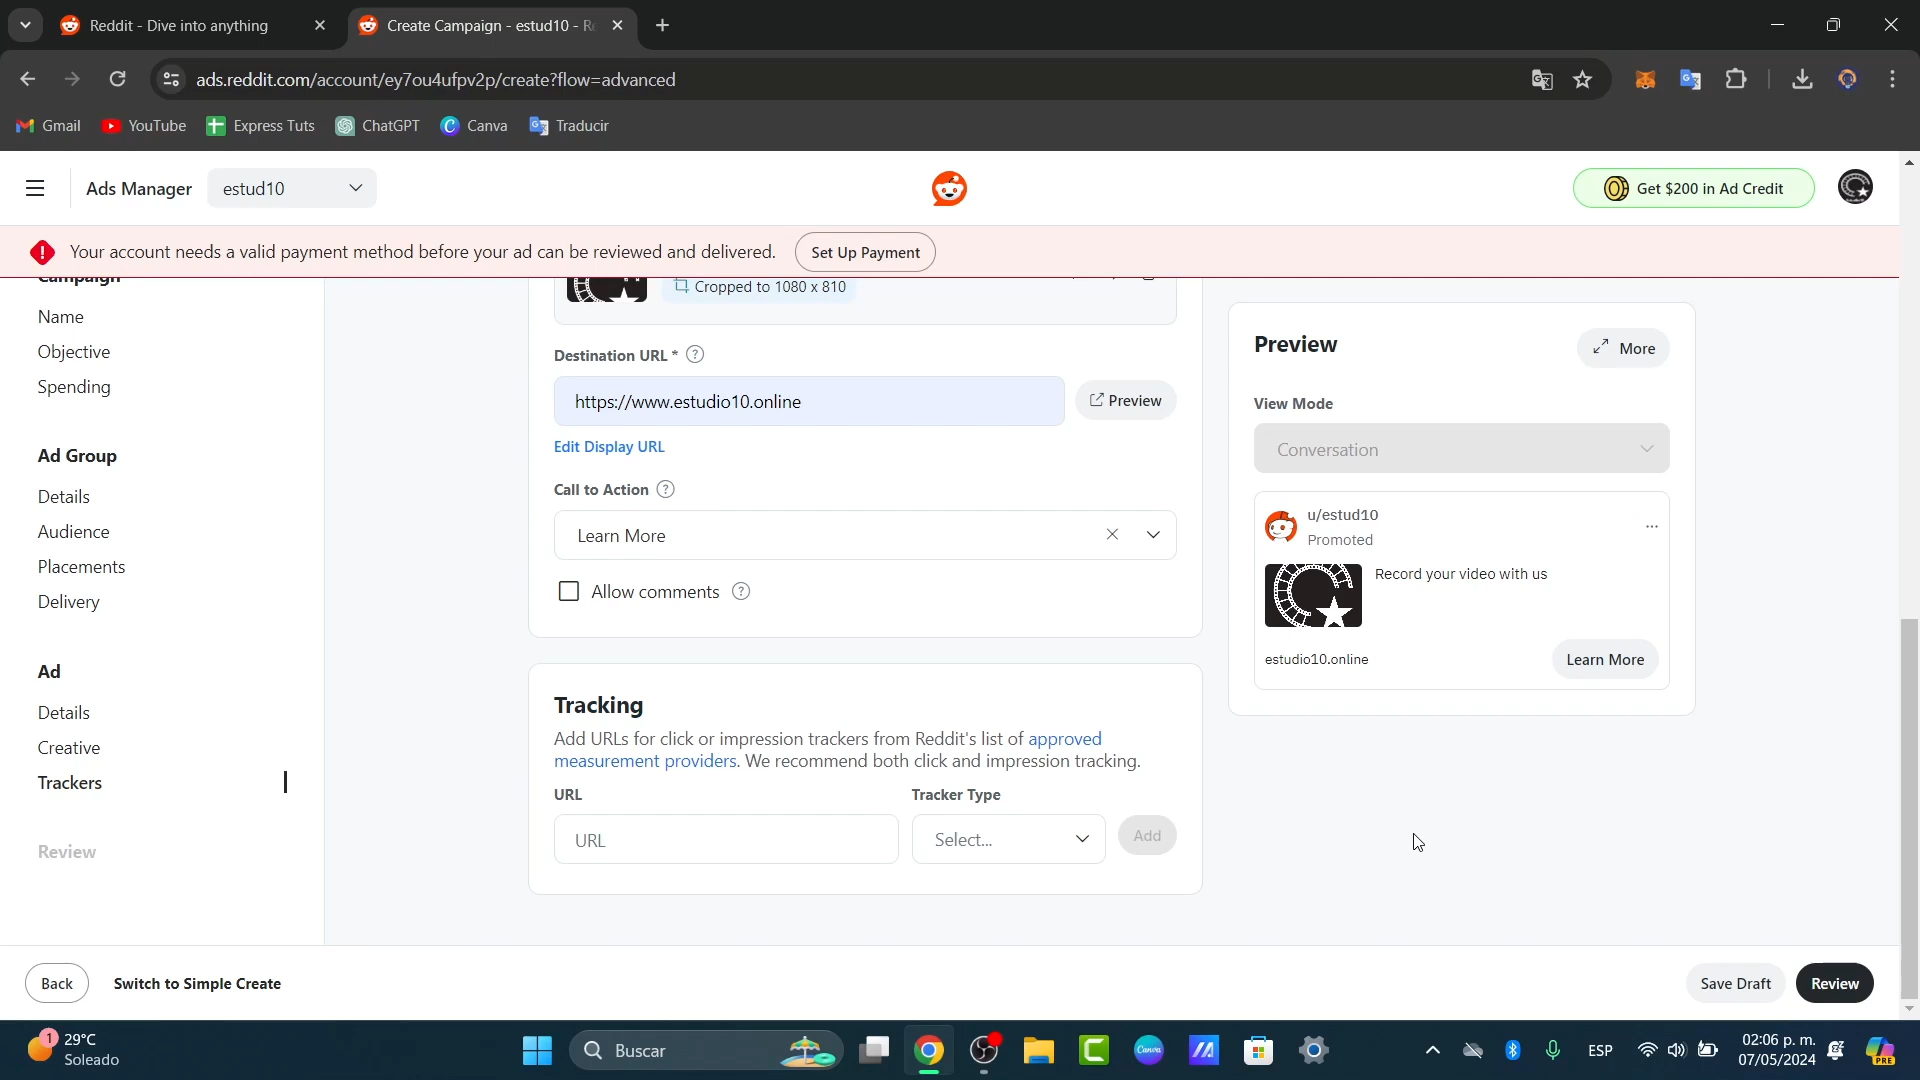 Reddit - Dive into anything
Create Campaign - estud10 - Re
ads.reddit.com/account/ey7ou4ufpv2p/create?flow=advanced
Gmail
YouTube
Express Tuts
ChatGPT
Canva
Traducir
Ads Manager
estud10
Get $200 in Ad Credit
Your account needs a valid payment method before your ad can be reviewed and delivered.
Set Up Payment
Campaign
Name
Objective
Spending
Ad Group
Details
Audience
Placements
Delivery
Ad
Details
Creative
Trackers
Review
Cropped to 1080 x 810
Destination URL *
https://www.estudio10.online
Preview
Edit Display URL
Call to Action
Learn More
Allow comments
Tracking
Add URLs for click or impression trackers from Reddit's list of approved
measurement providers. We recommend both click and impression tracking.
URL
Tracker Type
URL
Select...
Add
Preview
More
View Mode
Conversation
u/estud10
Promoted
Record your video with us
estudio10.online
Learn More
Back
Switch to Simple Create
Save Draft
Review
1
29°C
Soleado
Buscar
Canva
ESP
02:06 p. m.
07/05/2024
PRE